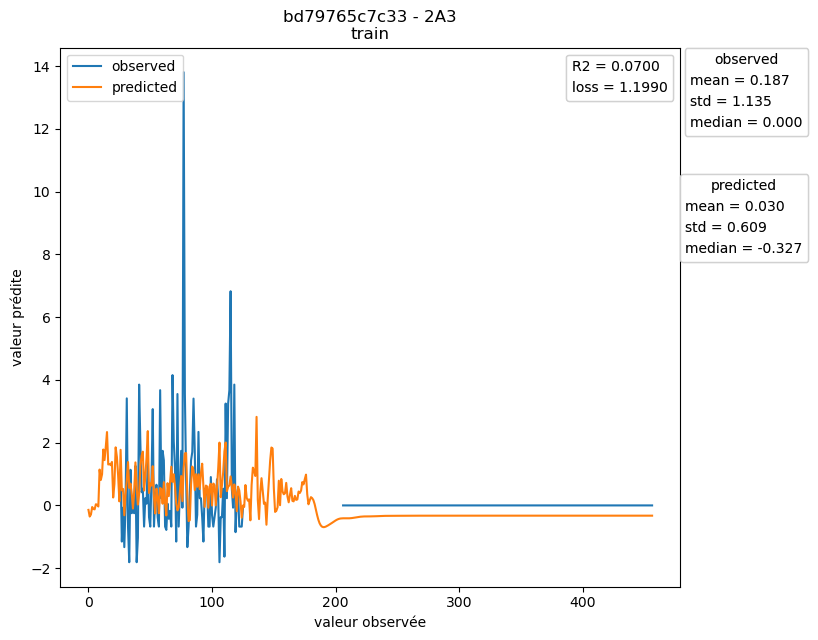 bd79765c7c33 - 2A3
train
observed
predicted
R2 = 0.0700
loss = 1.1990
observed
mean = 0.187
std = 1.135
median = 0.000
predicted
mean = 0.030
std = 0.609
median = -0.327
14
12
10
8
6
4
2
0
−2
valeur prédite
0
100
200
300
400
valeur observée